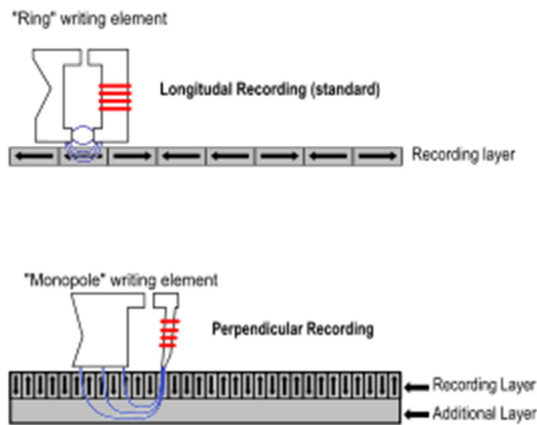 "Ring" writing element
Longitudal Recording (standard)
Recording layer
"Monopole" writing element
Perpendicular Recording
Recording Layer
Additional Layer